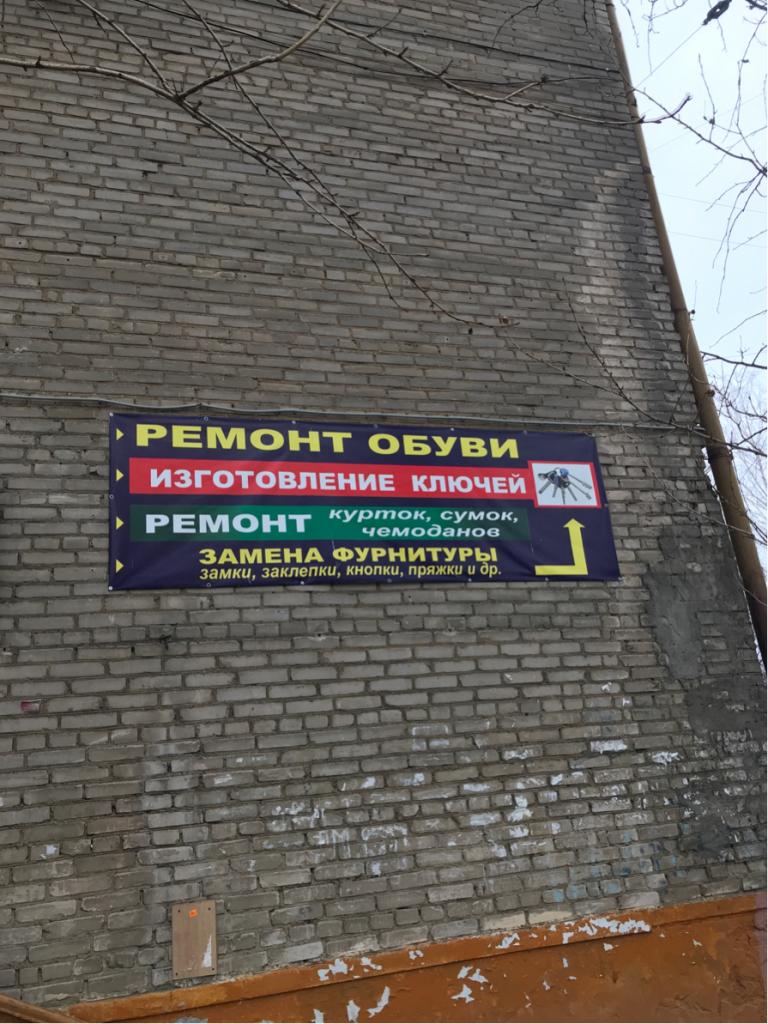 РЕМОНТ ОБУВИ
ИЗГОТОВЛЕНИЕ КЛЮЧЕЙ
РЕМОНТ курток, сумок,
чемоданов
ЗАМЕНА ФУРНИТУРЫ
замки, заклепки, кнопки, пряжки и др.